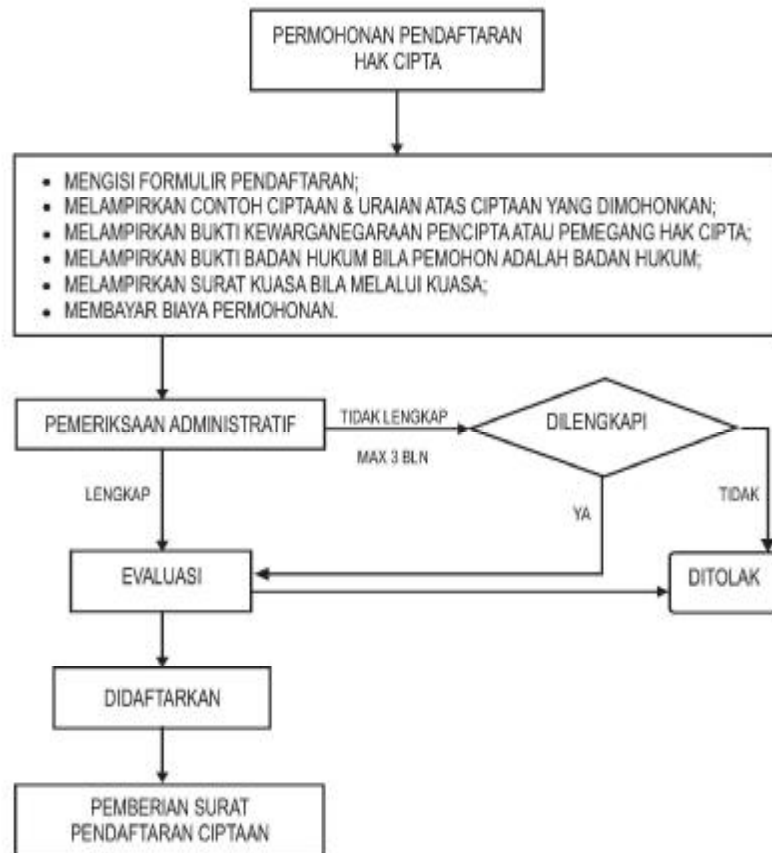 PERMOHONAN PENDAFTARAN
HAK CIPTA
• MENGISI FORMULIR PENDAFTARAN;
• MELAMPIRKAN CONTOH CIPTAAN & URAIAN ATAS CIPTAAN YANG DIMOHONKAN;
• MELAMPIRKAN BUKTI KEWARGANEGARAAN PENCIPTA ATAU PEMEGANG HAK CIPTA;
• MELAMPIRKAN BUKTI BADAN HUKUM BILA PEMOHON ADALAH BADAN HUKUM;
• MELAMPIRKAN SURAT KUASA BILA MELALUI KUASA;
• MEMBAYAR BIAYA PERMOHONAN.
PEMERIKSAAN ADMINISTRATIF
TIDAK LENGKAP
MAX 3 BLN
DILENGKAPI
LENGKAP
YA
TIDAK
EVALUASI
DITOLAK
DIDAFTARKAN
PEMBERIAN SURAT
PENDAFTARAN CIPTAAN